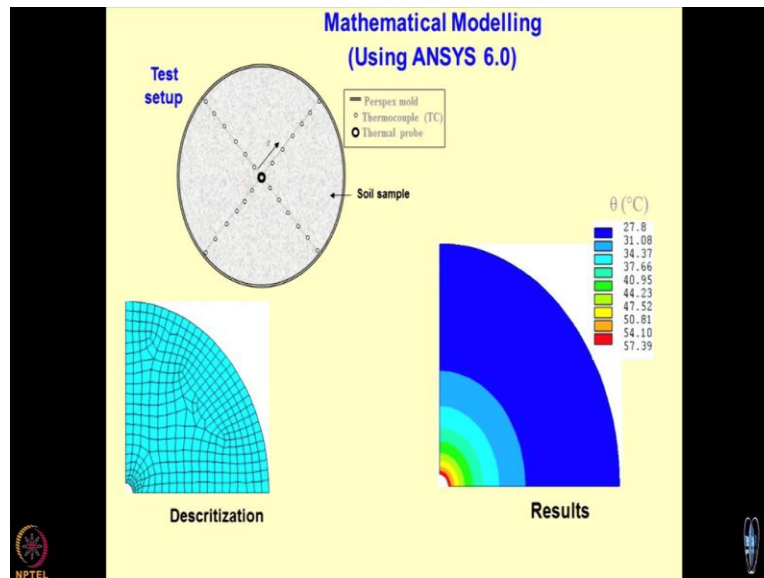 Mathematical Modelling
(Using ANSYS 6.0)
Test
setup
Perspex mold
Thermocouple (TC)
Thermal probe
r
Soil sample
θ (°C)
27.8
31.08
34.37
37.66
40.95
44.23
47.52
50.81
54.10
57.39
Descritization
Results
NPTEL